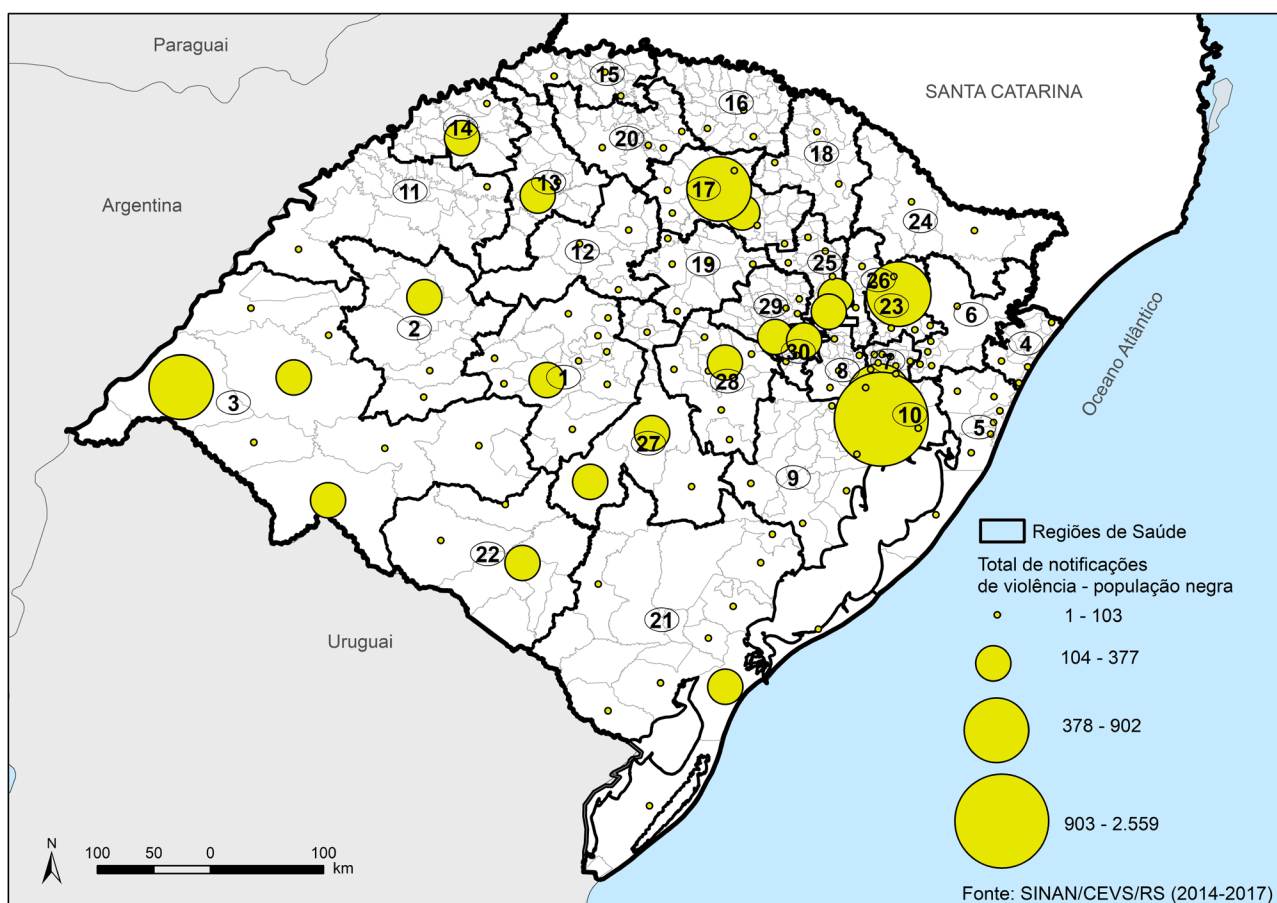 Paraguai
SANTA CATARINA
Argentina
Oceano Atlântico
Uruguai
15
16
14
20
18
13
17
11
24
12
19
25
26
23
29
6
2
4
30
7
8
28
1
3
10
5
27
9
22
21
Regiões de Saúde
Total de notificações
de violência - população negra
1 - 103
104 - 377
378 - 902
903 - 2.559
N
100 50 0 100
km
Fonte: SINAN/CEVS/RS (2014-2017)